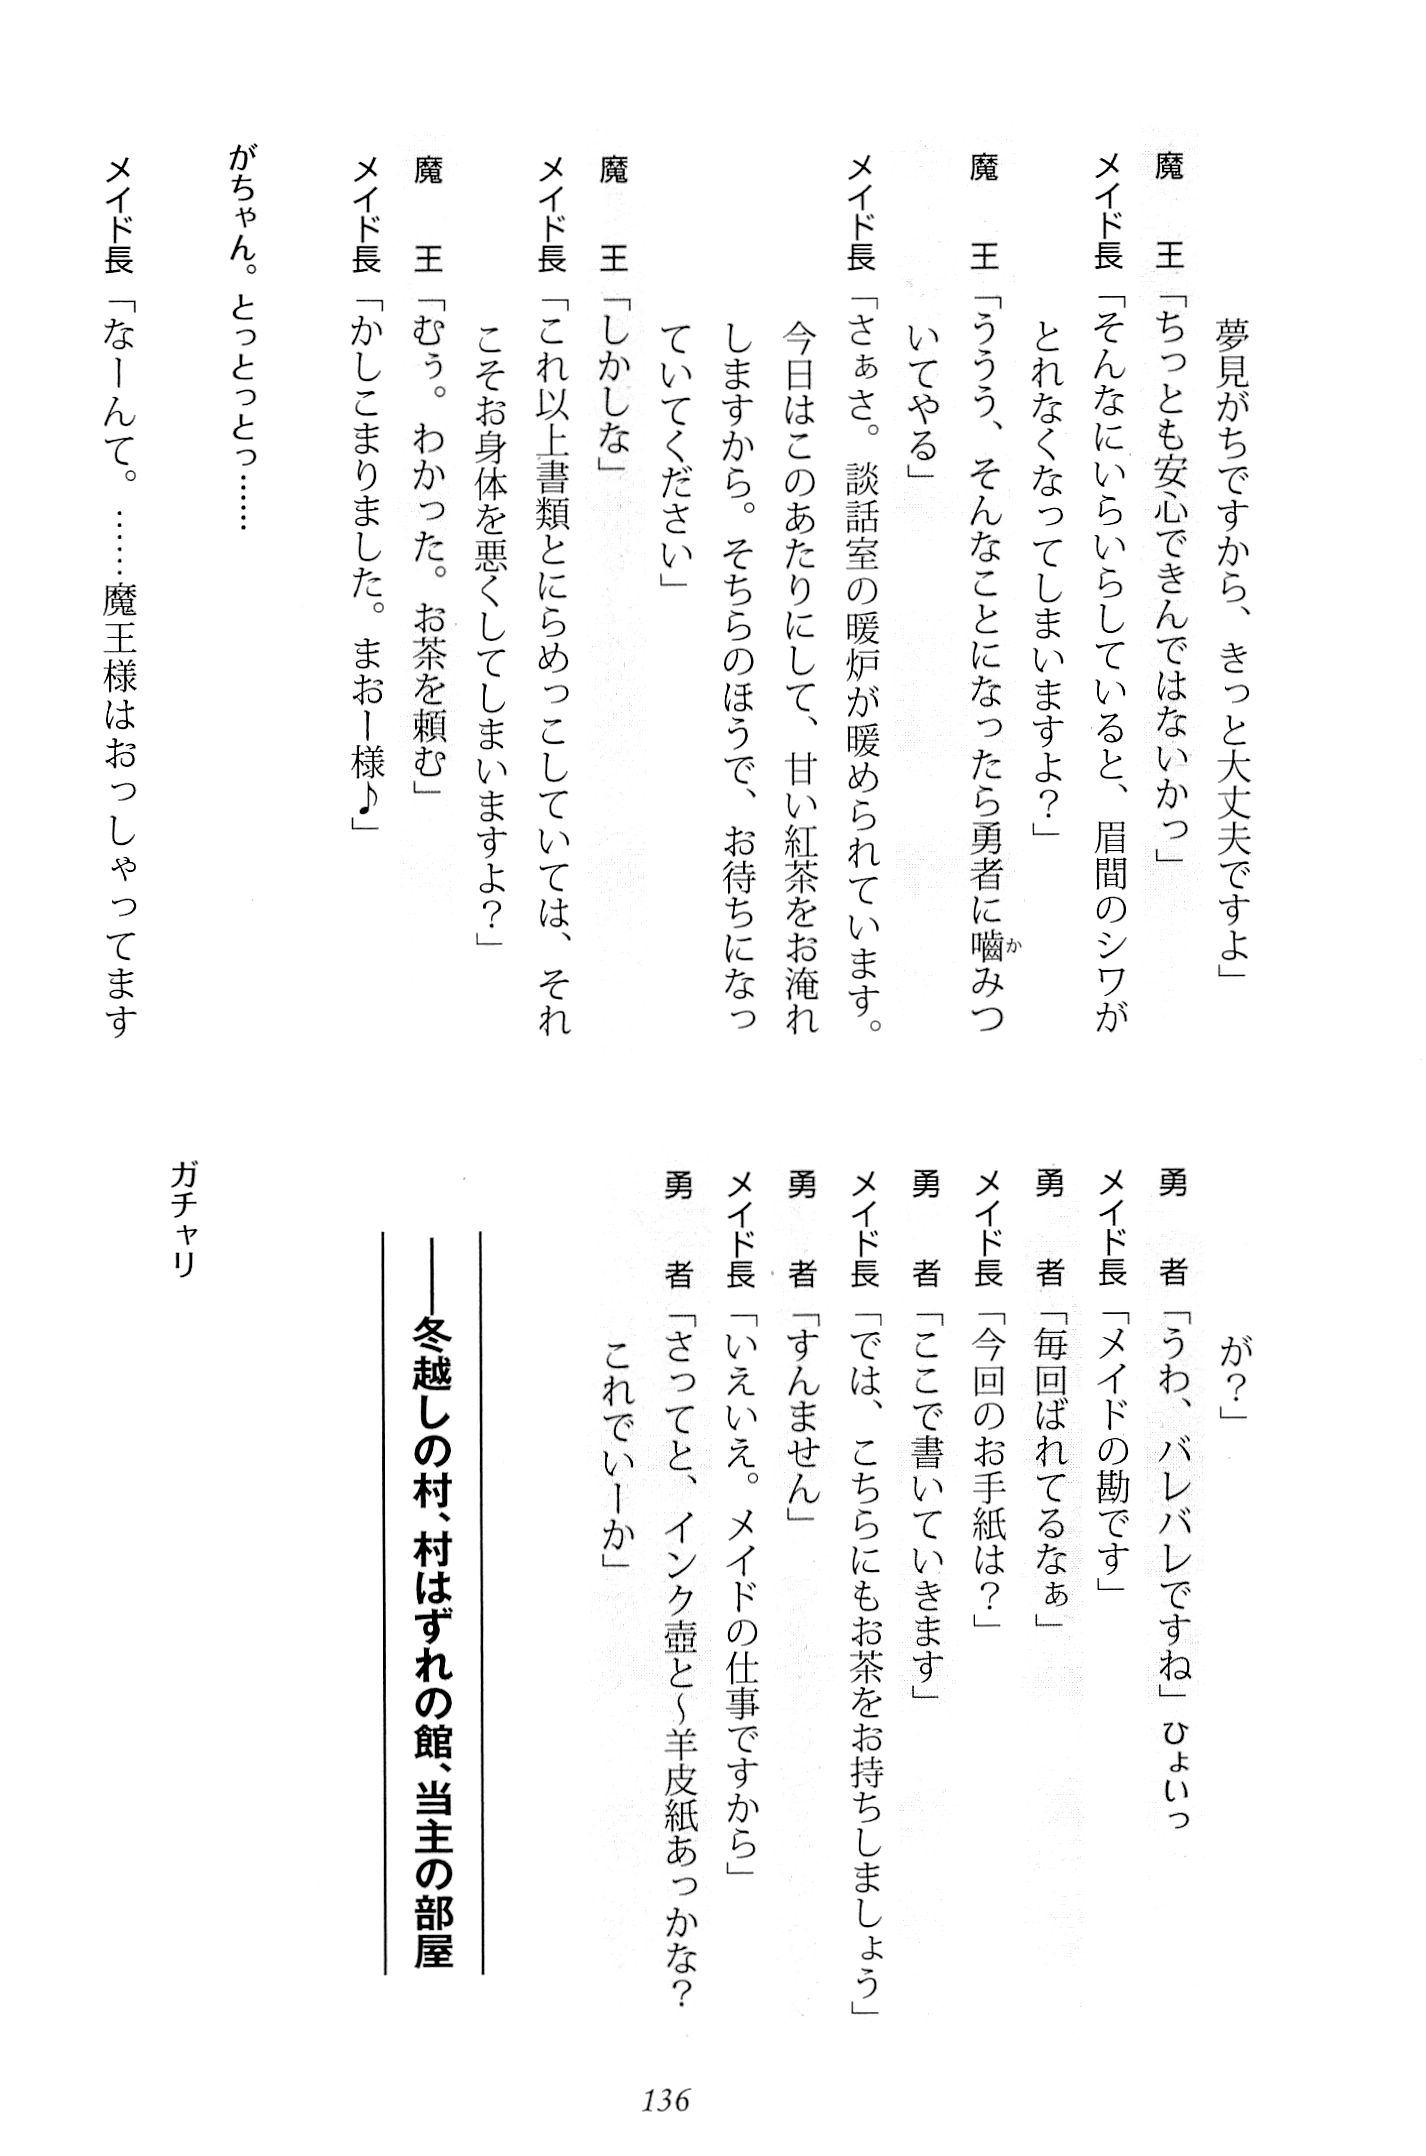 夢見がちですから、きっと大丈夫ですよ」
魔　王「ちっとも安心できんではないかっ」
メイド長「そんなにいらいらしていると、眉間のシワが
とれなくなってしまいますよ？」
魔　王「ううう、そんなことになったら勇者に嚙みつ
か
いてやる」
メイド長「さぁさ。談話室の暖炉が暖められています。
今日はこのあたりにして、甘い紅茶をお淹れ
しますから。そちらのほうで、お待ちになっ
ていてください」
魔　王「しかしな」
メイド長「これ以上書類とにらめっこしていては、それ
こそお身体を悪くしてしまいますよ？」
魔　王「むぅ。わかった。お茶を頼む」
メイド長「かしこまりました。まおー様♪」
がちゃん。とっとっとっ……
メイド長「なーんて。……魔王様はおっしゃってます
が？」
勇　者「うわ、バレバレですね」ひょいっ
メイド長「メイドの勘です」
勇　者「毎回ばれてるなぁ」
メイド長「今回のお手紙は？」
勇　者「ここで書いていきます」
メイド長「では、こちらにもお茶をお持ちしましょう」
勇　者「すんません」
メイド長「いえいえ。メイドの仕事ですから」
勇　者「さってと、インク壺と～羊皮紙あっかな？
これでいーか」
――冬越しの村、村はずれの館、当主の部屋
ガチャリ
136